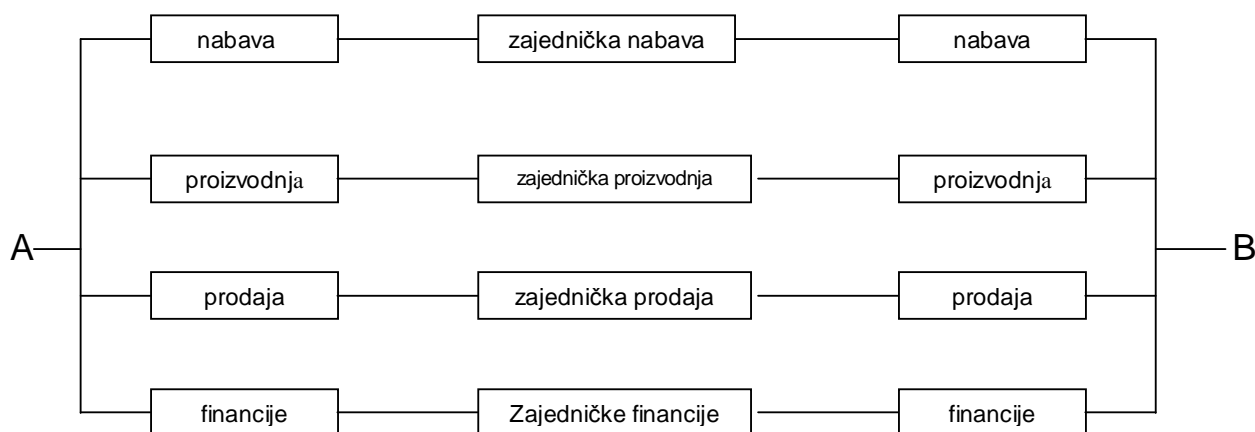 nabava zajednička nabava nabava
proizvodnja zajednička proizvodnja proizvodnja
A B
prodaja zajednička prodaja prodaja
financije Zajedničke financije financije